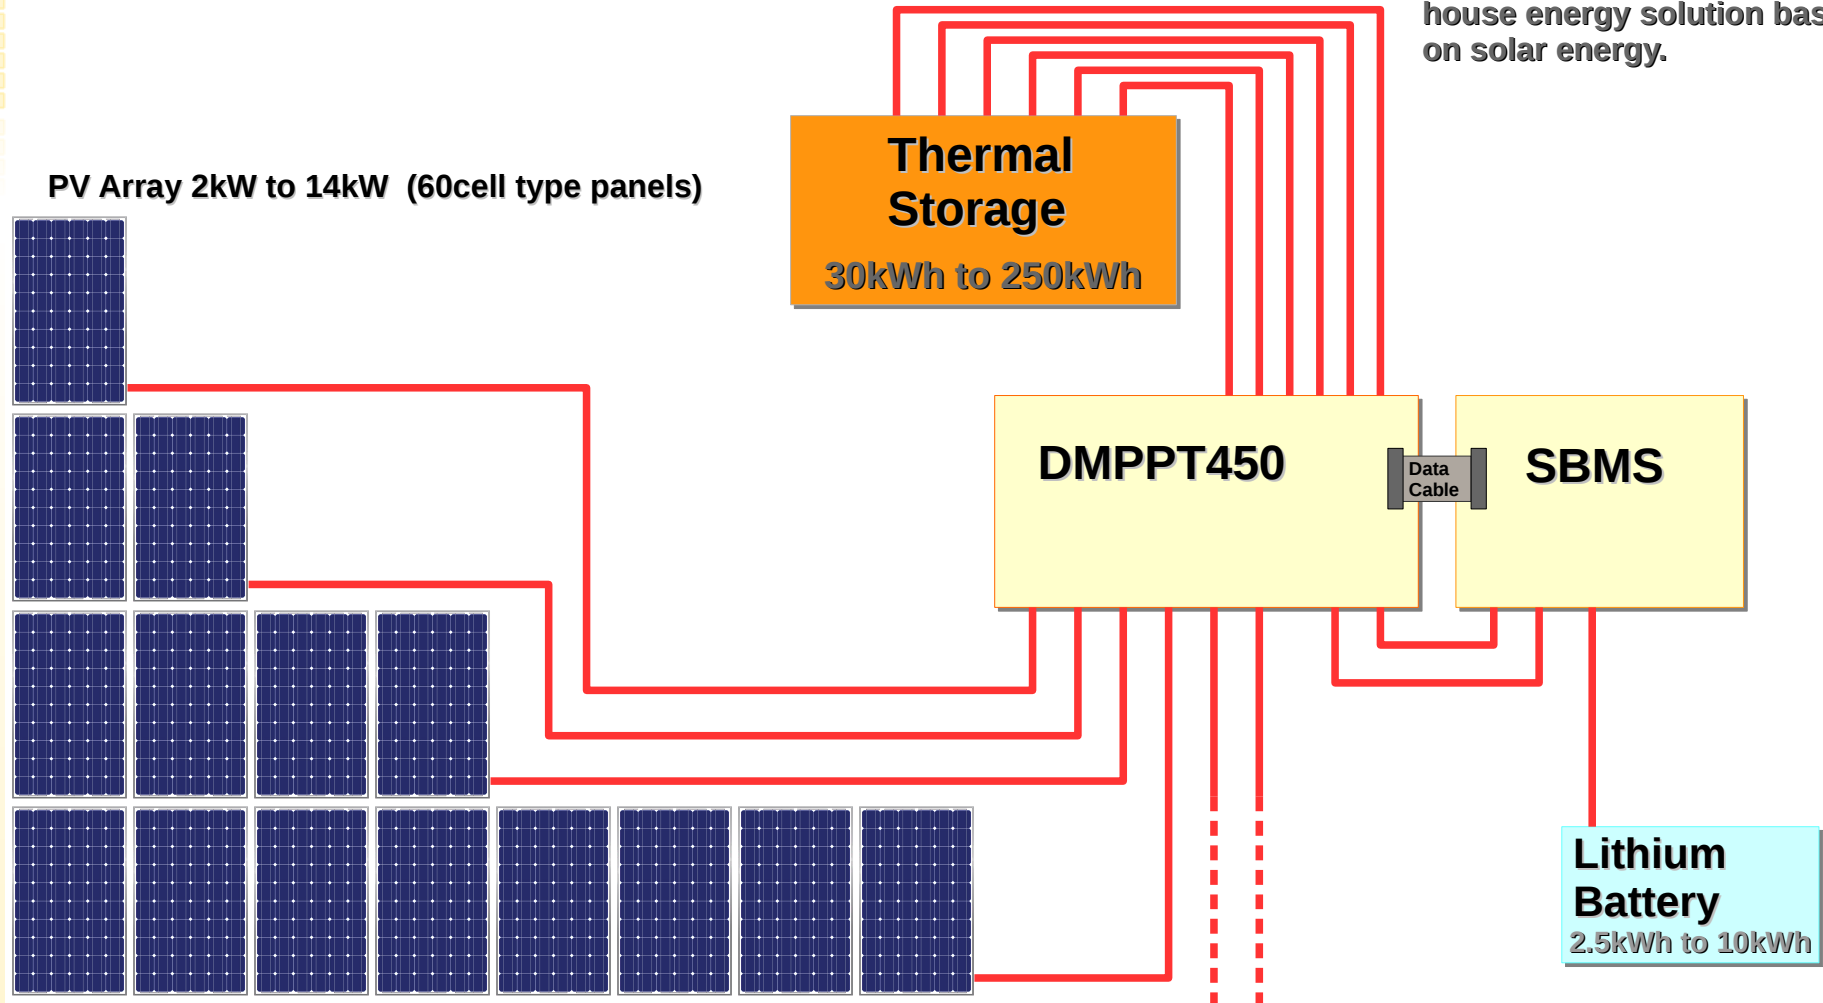 house energy solution bas
on solar energy.
Thermal
Storage
30kWh to 250kWh
PV Array 2kW to 14kW (60cell type panels)
DMPPT450
Data
Cable
SBMS
Lithium
Battery
2.5kWh to 10kWh